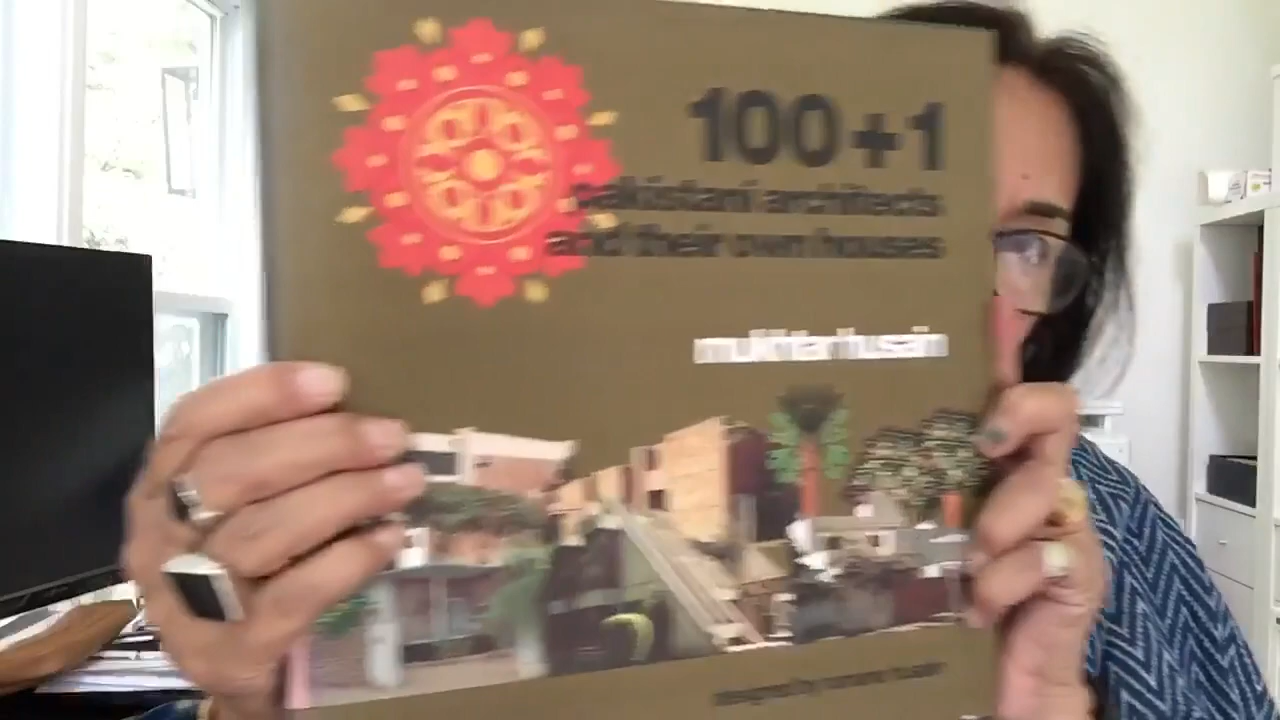 100+1
pakistani architects
and their own houses
mukhtar husain